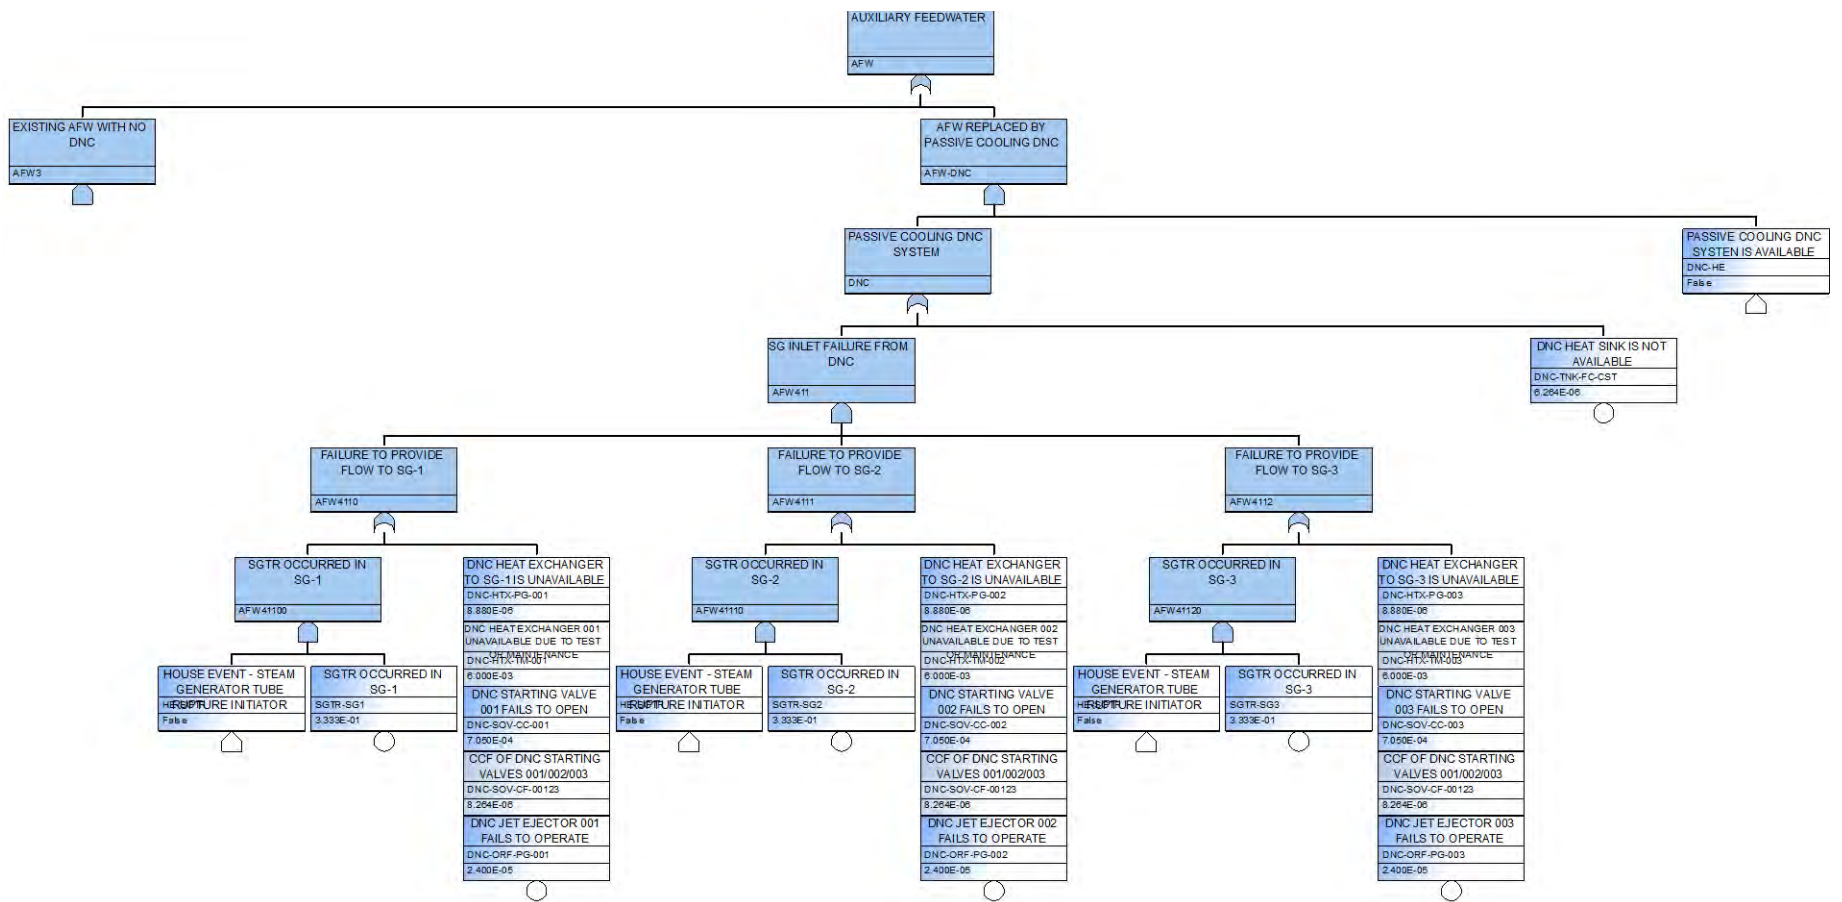 AUXILIARY FEEDWATER
AFW
EXISTING AFW WITH NO
DNC
AFW3
AFW REPLACED BY
PASSIVE COOLING DNC
AFW-DNC
PASSIVE COOLING DNC
SYSTEM
DNC
PASSIVE COOLING DNC
SYSTEN IS AVAILABLE
DNC-HE
False
SG INLET FAILURE FROM
DNC
AFW411
DNC HEAT SINK IS NOT
AVAILABLE
DNC-TNK-FC-CST
6.264E-06
FAILURE TO PROVIDE
FLOW TO SG-1
AFW4110
FAILURE TO PROVIDE
FLOW TO SG-2
AFW4111
FAILURE TO PROVIDE
FLOW TO SG-3
AFW4112
SGTR OCCURRED IN
SG-1
AFW41100
DNC HEAT EXCHANGER
TO SG-1 IS UNAVAILABLE
DNC-HTX-PG-001
8.880E-06
DNC HEAT EXCHANGER 001
UNAVAILABLE DUE TO TEST
OR MAINTENANCE
DNC-HTX-TM-001
6.000E-03
DNC STARTING VALVE
001 FAILS TO OPEN
DNC-SOV-CC-001
7.050E-04
CCF OF DNC STARTING
VALVES 001/002/003
DNC-SOV-CF-00123
8.264E-06
DNC JET EJECTOR 001
FAILS TO OPERATE
DNC-ORF-PG-001
2.400E-05
HOUSE EVENT - STEAM
GENERATOR TUBE
RUPTURE INITIATOR
False
SGTR OCCURRED IN
SG-1
SGTR-SG1
3.333E-01
SGTR OCCURRED IN
SG-2
AFW41110
DNC HEAT EXCHANGER
TO SG-2 IS UNAVAILABLE
DNC-HTX-PG-002
8.880E-06
DNC HEAT EXCHANGER 002
UNAVAILABLE DUE TO TEST
OR MAINTENANCE
DNC-HTX-TM-002
6.000E-03
DNC STARTING VALVE
002 FAILS TO OPEN
DNC-SOV-CC-002
7.050E-04
CCF OF DNC STARTING
VALVES 001/002/003
DNC-SOV-CF-00123
8.264E-06
DNC JET EJECTOR 002
FAILS TO OPERATE
DNC-ORF-PG-002
2.400E-05
HOUSE EVENT - STEAM
GENERATOR TUBE
RUPTURE INITIATOR
False
SGTR OCCURRED IN
SG-2
SGTR-SG2
3.333E-01
SGTR OCCURRED IN
SG-3
AFW41120
DNC HEAT EXCHANGER
TO SG-3 IS UNAVAILABLE
DNC-HTX-PG-003
8.880E-06
DNC HEAT EXCHANGER 003
UNAVAILABLE DUE TO TEST
OR MAINTENANCE
DNC-HTX-TM-003
6.000E-03
DNC STARTING VALVE
003 FAILS TO OPEN
DNC-SOV-CC-003
7.050E-04
CCF OF DNC STARTING
VALVES 001/002/003
DNC-SOV-CF-00123
8.264E-06
DNC JET EJECTOR 003
FAILS TO OPERATE
DNC-ORF-PG-003
2.400E-05
HOUSE EVENT - STEAM
GENERATOR TUBE
RUPTURE INITIATOR
False
SGTR OCCURRED IN
SG-3
SGTR-SG3
3.333E-01